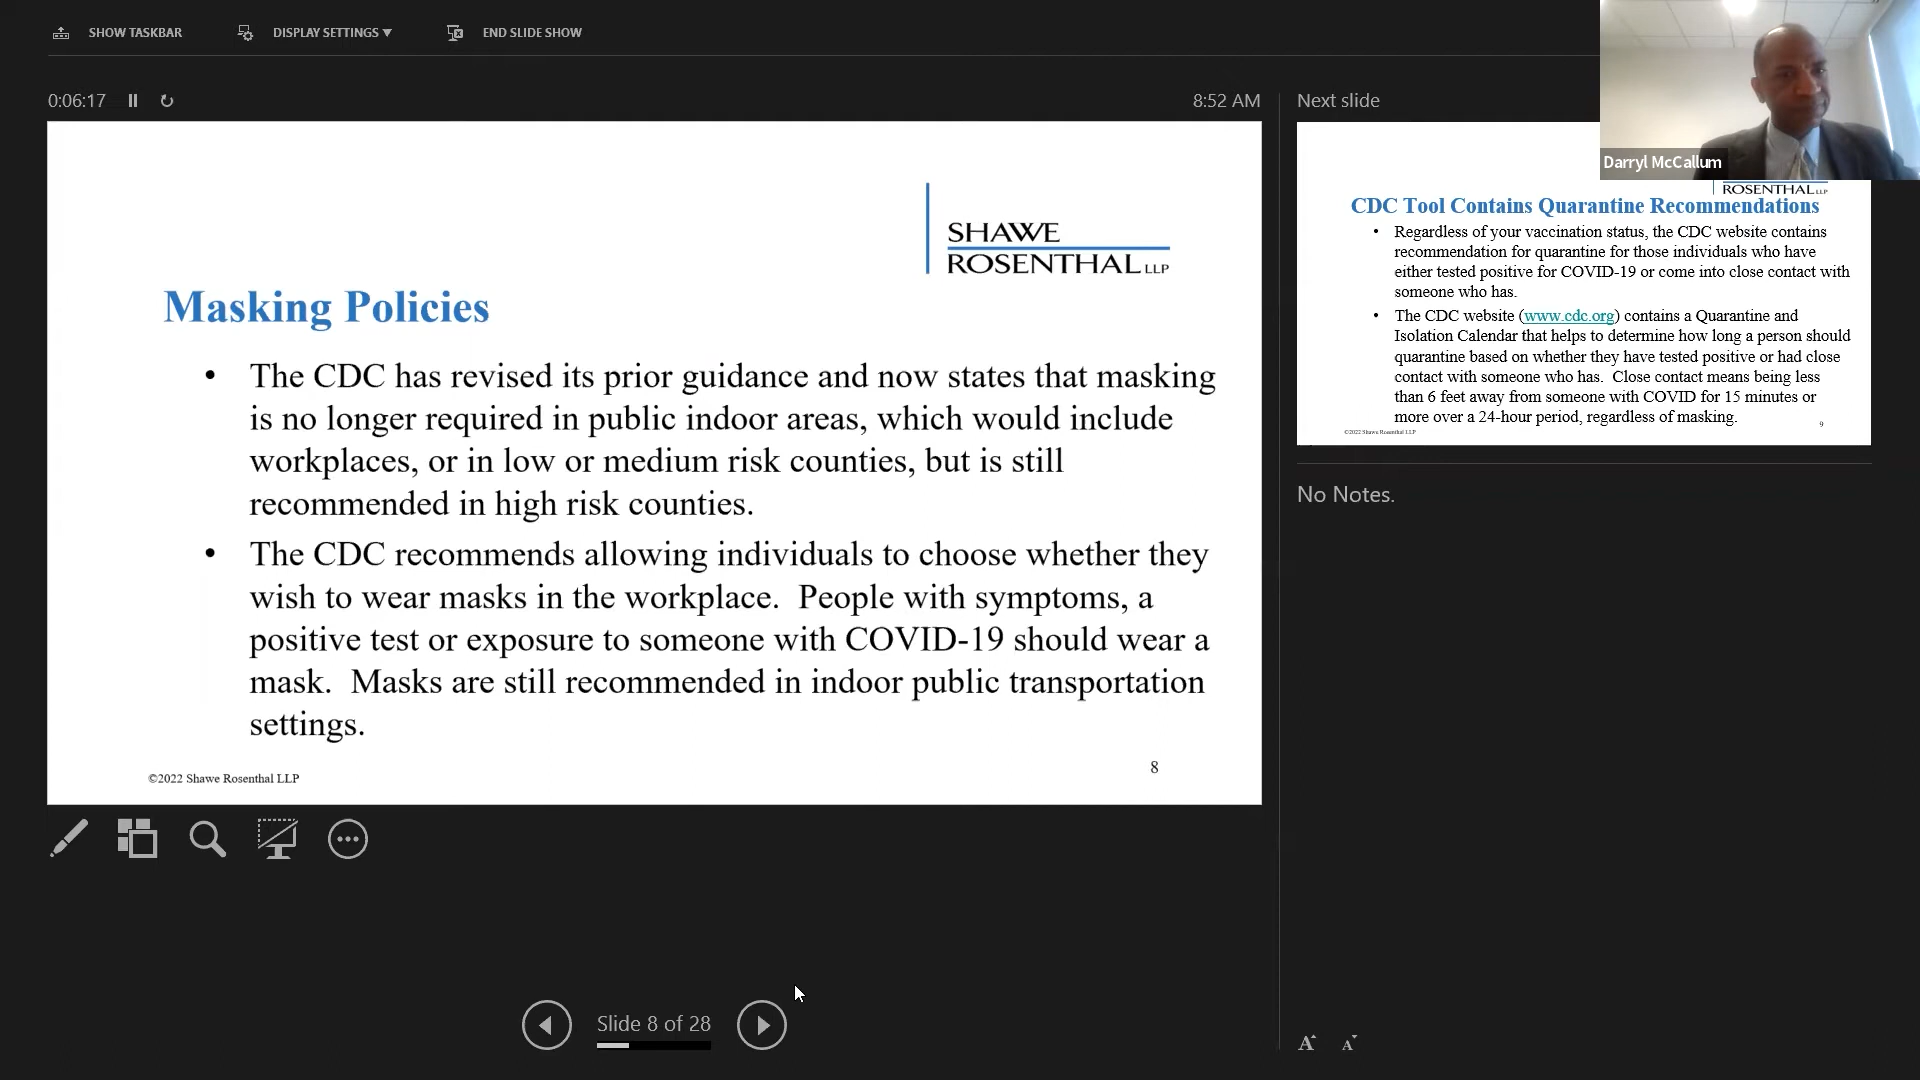 SHOW TASKBAR
DISPLAY SETTINGS ▼
END SLIDE SHOW
0:06:17
8:52 AM
SHAWE
ROSENTHAL LLP
Masking Policies
• The CDC has revised its prior guidance and now states that masking
is no longer required in public indoor areas, which would include
workplaces, or in low or medium risk counties, but is still
recommended in high risk counties.
• The CDC recommends allowing individuals to choose whether they
wish to wear masks in the workplace.  People with symptoms, a
positive test or exposure to someone with COVID-19 should wear a
mask.  Masks are still recommended in indoor public transportation
settings.
©2022 Shawe Rosenthal LLP
8
Slide 8 of 28
Next slide
Darryl McCallum
ROSENTHAL LLP
CDC Tool Contains Quarantine Recommendations
• Regardless of your vaccination status, the CDC website contains
recommendation for quarantine for those individuals who have
either tested positive for COVID-19 or come into close contact with
someone who has.
• The CDC website (www.cdc.org) contains a Quarantine and
Isolation Calendar that helps to determine how long a person should
quarantine based on whether they have tested positive or had close
contact with someone who has.  Close contact means being less
than 6 feet away from someone with COVID for 15 minutes or
more over a 24-hour period, regardless of masking.
©2022 Shawe Rosenthal LLP
9
No Notes.
A A